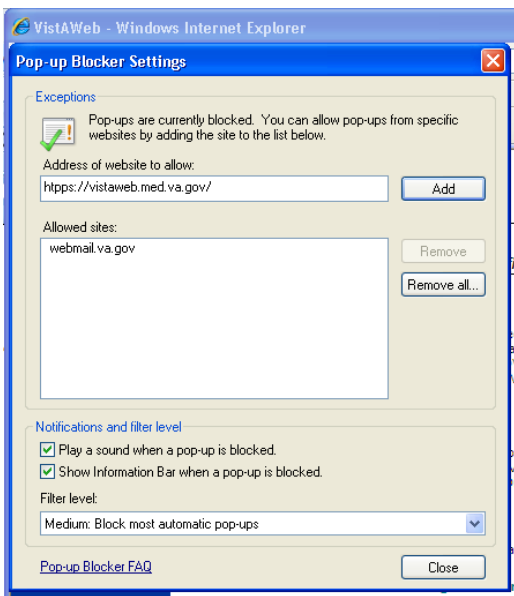 VistAWeb - Windows Internet Explorer
Pop-up Blocker Settings
Exceptions
Pop-ups are currently blocked. You can allow pop-ups from specific
websites by adding the site to the list below.
Address of website to allow:
htpps://vistaweb.med.va.gov/
Add
Allowed sites:
webmail.va.gov
Remove
Remove all...
Notifications and filter level
Play a sound when a pop-up is blocked.
Show Information Bar when a pop-up is blocked.
Filter level:
Medium: Block most automatic pop-ups
Pop-up Blocker FAQ
Close